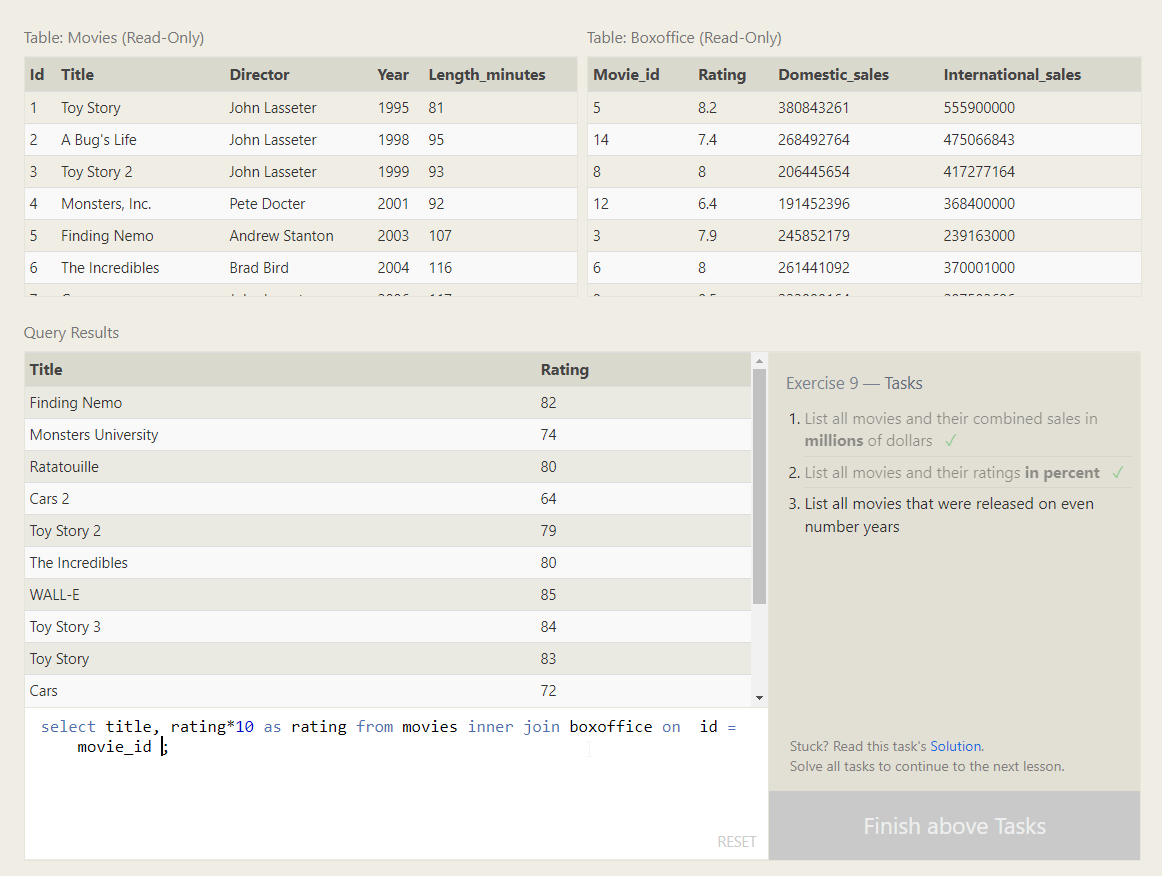 Table: Movies (Read-Only)
Id Title Director Year Length_minutes
1 Toy Story John Lasseter 1995 81
2 A Bug's Life John Lasseter 1998 95
3 Toy Story 2 John Lasseter 1999 93
4 Monsters, Inc. Pete Docter 2001 92
5 Finding Nemo Andrew Stanton 2003 107
6 The Incredibles Brad Bird 2004 116
Table: Boxoffice (Read-Only)
Movie_id Rating Domestic_sales International_sales
5 8.2 380843261 555900000
14 7.4 268492764 475066843
8 8 206445654 417277164
12 6.4 191452396 368400000
3 7.9 245852179 239163000
6 8 261441092 370001000
Query Results
Title Rating
Finding Nemo 82
Monsters University 74
Ratatouille 80
Cars 2 64
Toy Story 2 79
The Incredibles 80
WALL-E 85
Toy Story 3 84
Toy Story 83
Cars 72
select title, rating*10 as rating from movies inner join boxoffice on  id =
movie_id ;
RESET
Exercise 9 — Tasks
1. List all movies and their combined sales in
millions of dollars ✓
2. List all movies and their ratings in percent ✓
3. List all movies that were released on even
number years
Stuck? Read this task's Solution.
Solve all tasks to continue to the next lesson.
Finish above Tasks